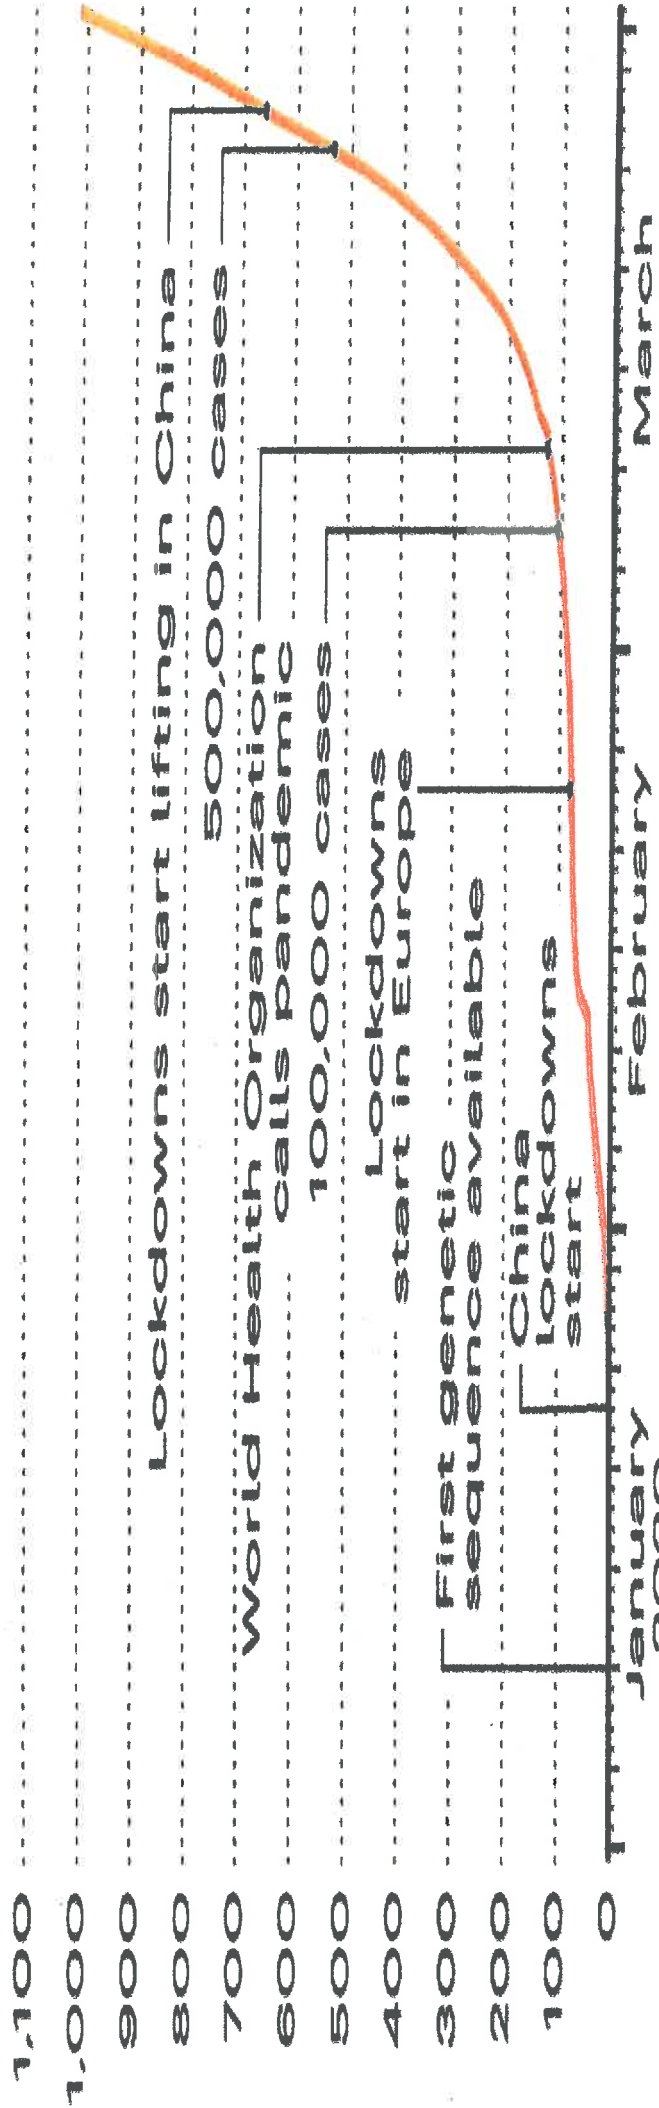 1,100
1,000
900
800
700
600
500
400
300
200
100
0
Lockdowns start lifting in China
500,000 cases
World Health Organization
calls pandemic
100,000 cases
Lockdowns
start in Europe
First genetic
sequence available
China
lockdowns
start
January
February
March